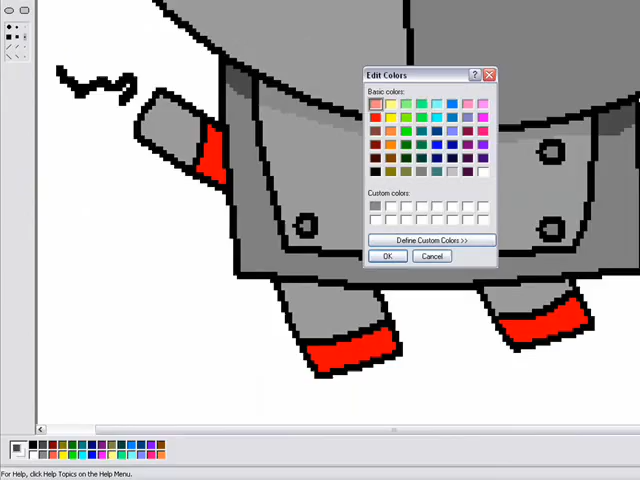 Edit Colors
Basic colors:
Custom colors:
Define Custom Colors >>
OK Cancel
For Help, click Help Topics on the Help Menu.